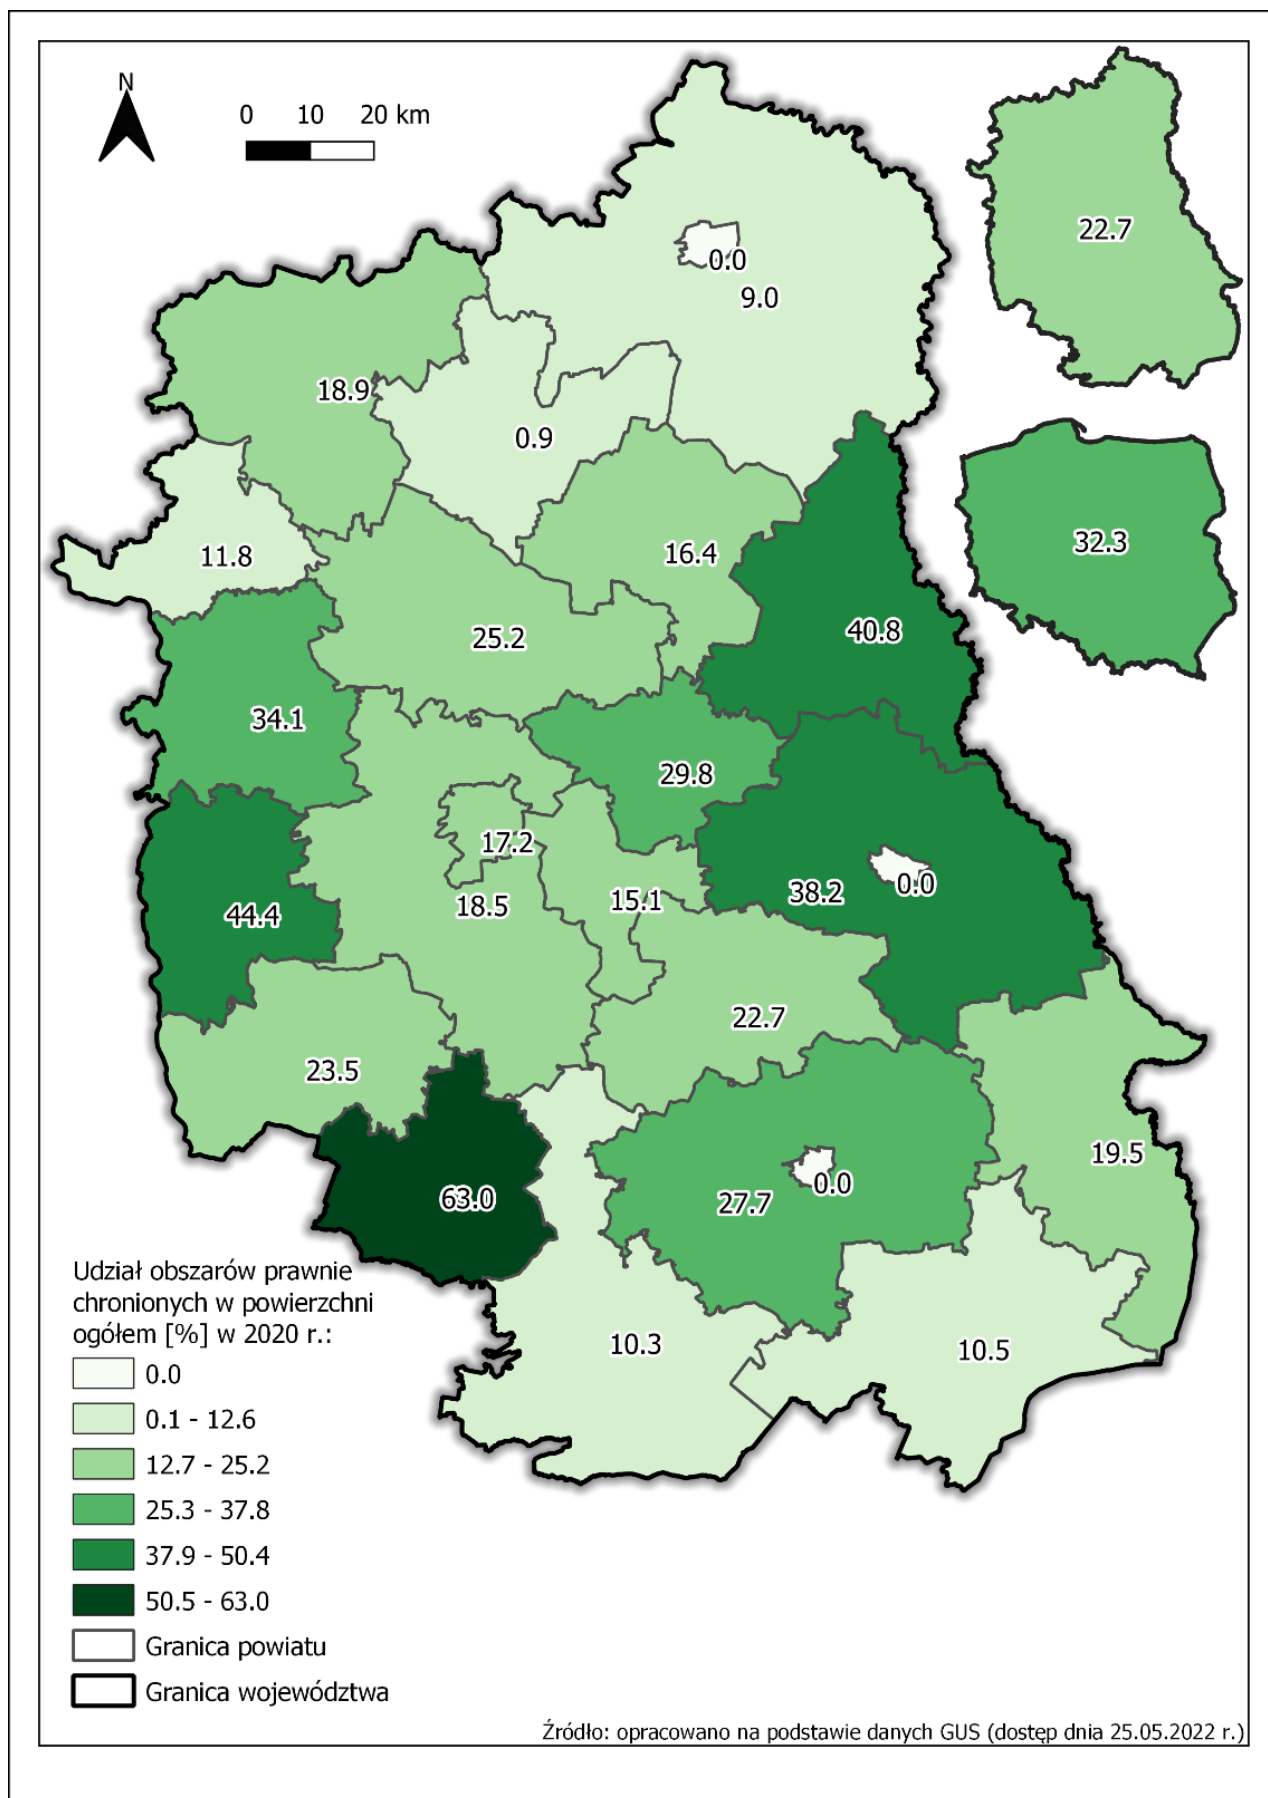 N
0 10 20 km
22.7
0.0
9.0
18.9
0.9
32.3
11.8
16.4
25.2
40.8
34.1
29.8
17.2
38.2
0.0
15.1
18.5
44.4
22.7
23.5
19.5
63.0
27.7
0.0
10.3
10.5
Udział obszarów prawnie
chronionych w powierzchni
ogółem [%] w 2020 r.:
0.0
0.1 - 12.6
12.7 - 25.2
25.3 - 37.8
37.9 - 50.4
50.5 - 63.0
Granica powiatu
Granica województwa
Źródło: opracowano na podstawie danych GUS (dostęp dnia 25.05.2022 r.)